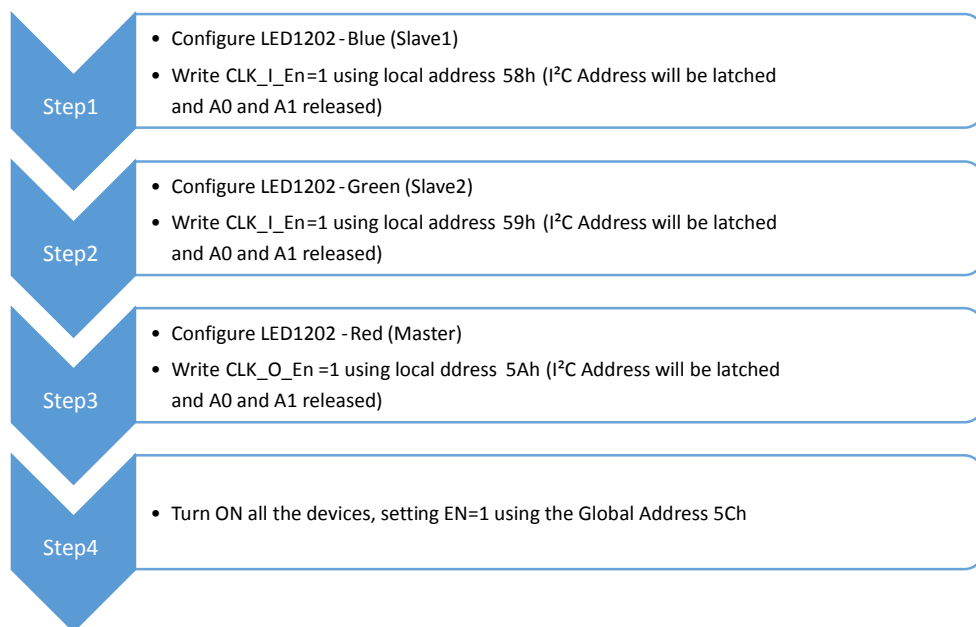 Step1
• Configure LED1202-Blue (Slave1)
• Write CLK_I_En=1 using local address 58h (I²C Address will be latched
and A0 and A1 released)
Step2
• Configure LED1202-Green (Slave2)
• Write CLK_I_En=1 using local address 59h (I²C Address will be latched
and A0 and A1 released)
Step3
• Configure LED1202 -Red (Master)
• Write CLK_O_En =1 using local ddress 5Ah (I²C Address will be latched
and A0 and A1 released)
Step4
• Turn ON all the devices, setting EN=1 using the Global Address 5Ch